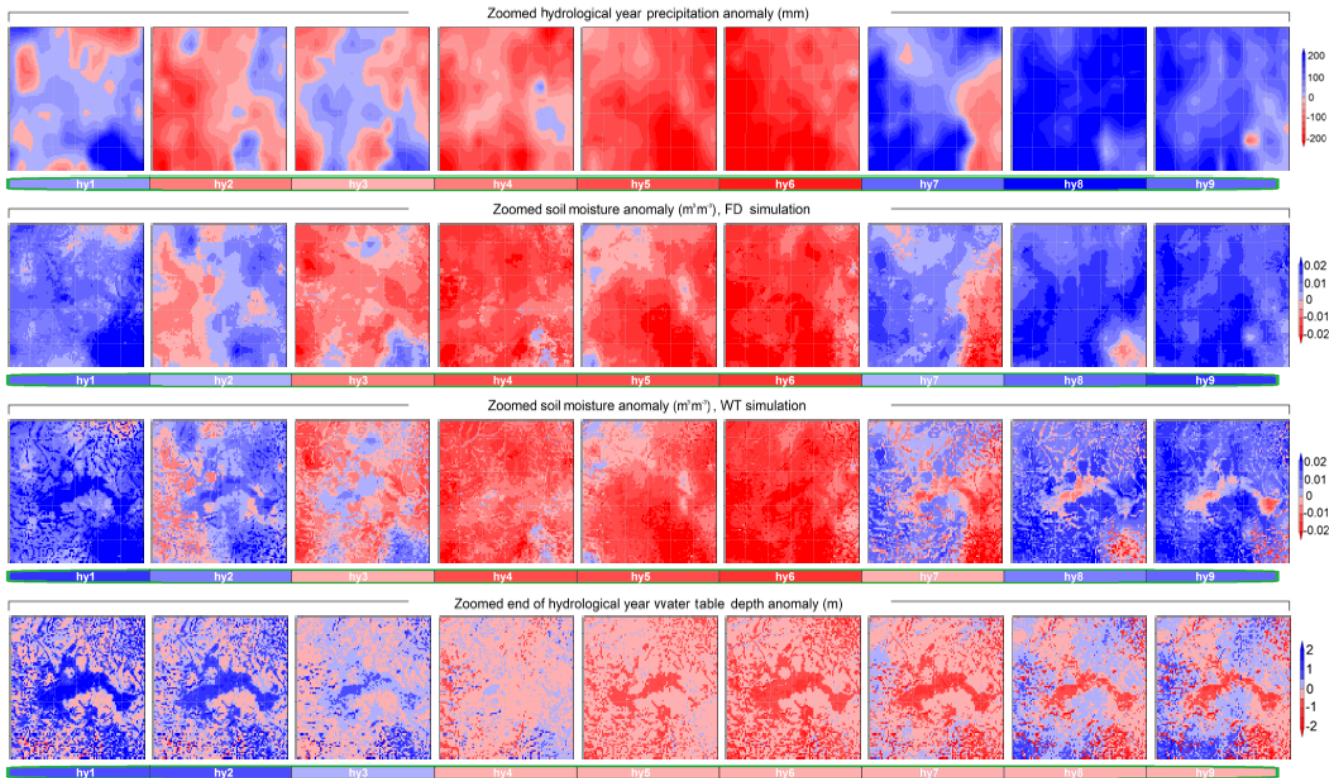 Zoomed hydrological year precipitation anomaly (mm)
200
100
0
-100
-200
hy1 hy2 hy3 hy4 hy5 hy6 hy7 hy8 hy9
Zoomed soil moisture anomaly (m³m⁻³), FD simulation
0.02
0.01
0
-0.01
-0.02
hy1 hy2 hy3 hy4 hy5 hy6 hy7 hy8 hy9
Zoomed soil moisture anomaly (m³m⁻³), WT simulation
0.02
0.01
0
-0.01
-0.02
hy1 hy2 hy3 hy4 hy5 hy6 hy7 hy8 hy9
Zoomed end of hydrological year water table depth anomaly (m)
2
1
0
-1
-2
hy1 hy2 hy3 hy4 hy5 hy6 hy7 hy8 hy9